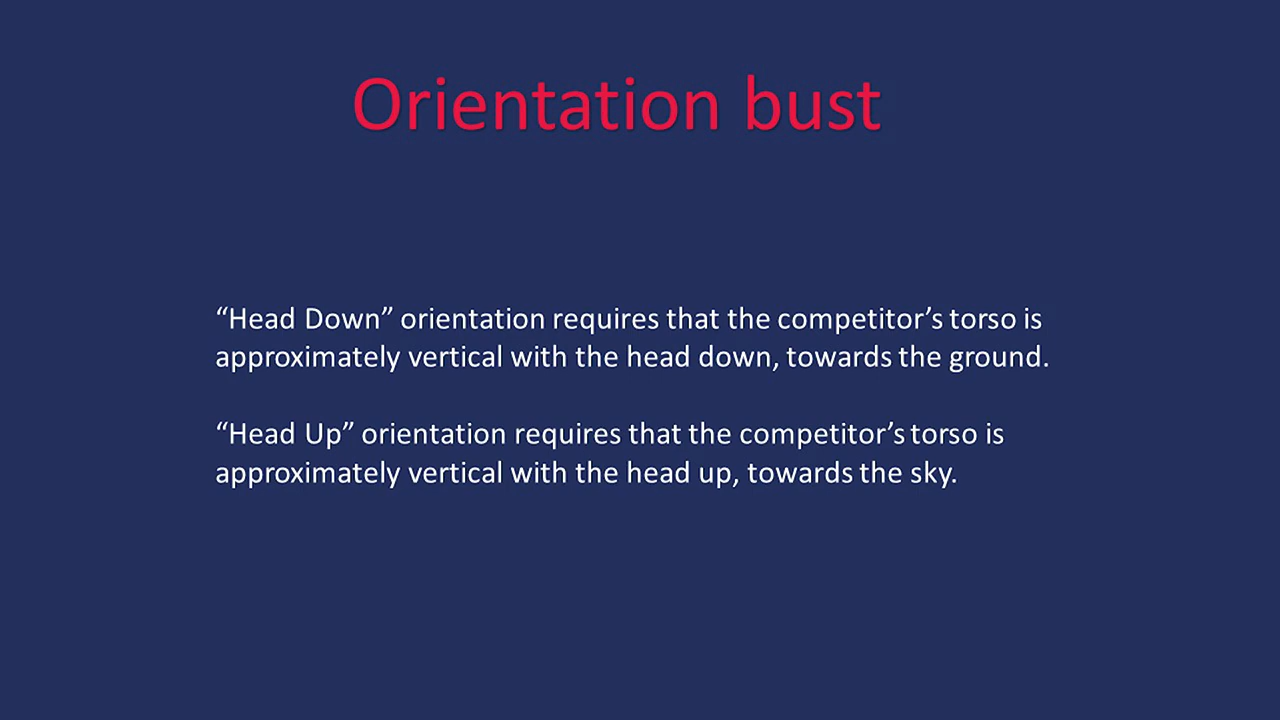 Orientation bust
“Head Down” orientation requires that the competitor’s torso is
approximately vertical with the head down, towards the ground.
“Head Up” orientation requires that the competitor’s torso is
approximately vertical with the head up, towards the sky.